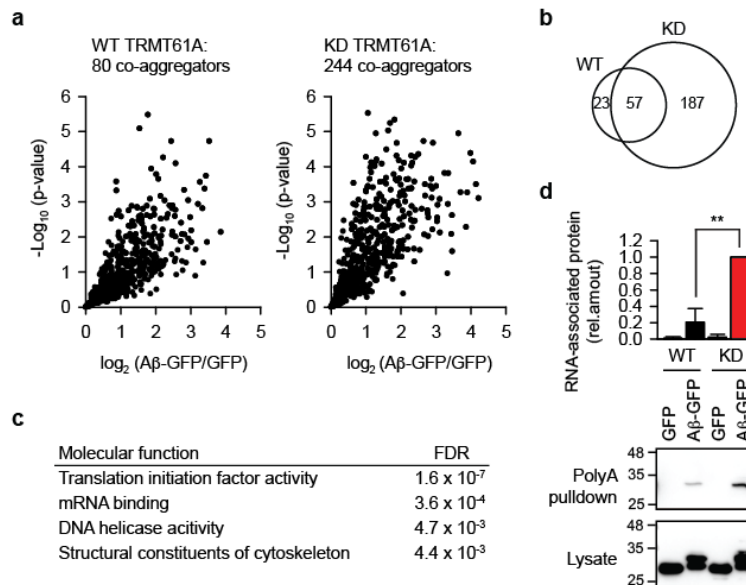 a
WT TRMT61A:
80 co-aggregators
KD TRMT61A:
244 co-aggregators
-Log10 (p-value)
6
5
4
3
2
1
0
0 1 2 3 4 5
log2 (Aβ-GFP/GFP)
-Log10 (p-value)
6
5
4
3
2
1
0
0 1 2 3 4 5
log2 (Aβ-GFP/GFP)
b
KD
WT
23 57 187
c
Molecular function FDR
Translation initiation factor activity 1.6 x 10-7
mRNA binding 3.6 x 10-4
DNA helicase acitivity 4.7 x 10-3
Structural constituents of cytoskeleton 4.4 x 10-3
d
**
RNA-associated protein
(rel.amout)
1.2
1.0
0.8
0.6
0.4
0.2
0.0
WT KD
GFP
Aβ-GFP
GFP
Aβ-GFP
PolyA
pulldown
48
35
25
Lysate
48
35
25